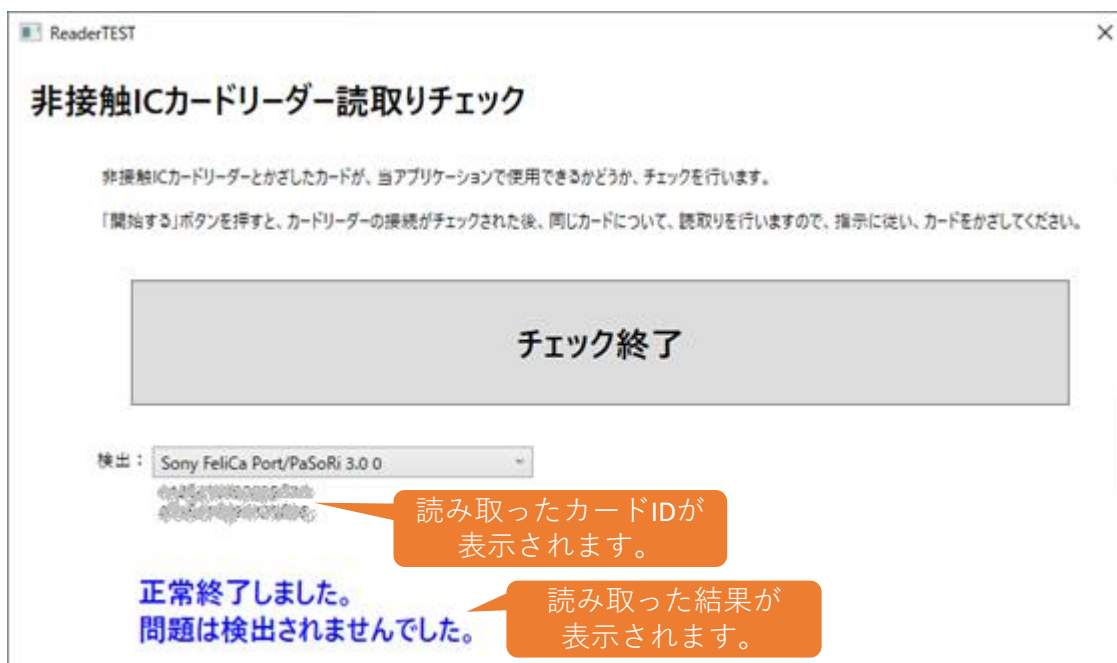 ReaderTEST
非接触ICカードリーダー読取りチェック
非接触ICカードリーダーとかざしたカードが、当アプリケーションで使用できるかどうか、チェックを行います。
「開始する」ボタンを押すと、カードリーダーの接続がチェックされた後、同じカードについて、読取りを行いますので、指示に従い、カードをかざしてください。
チェック終了
検出： Sony FeliCa Port/PaSoRi 3.0 0
読み取ったカードIDが
表示されます。
正常終了しました。
問題は検出されませんでした。
読み取った結果が
表示されます。